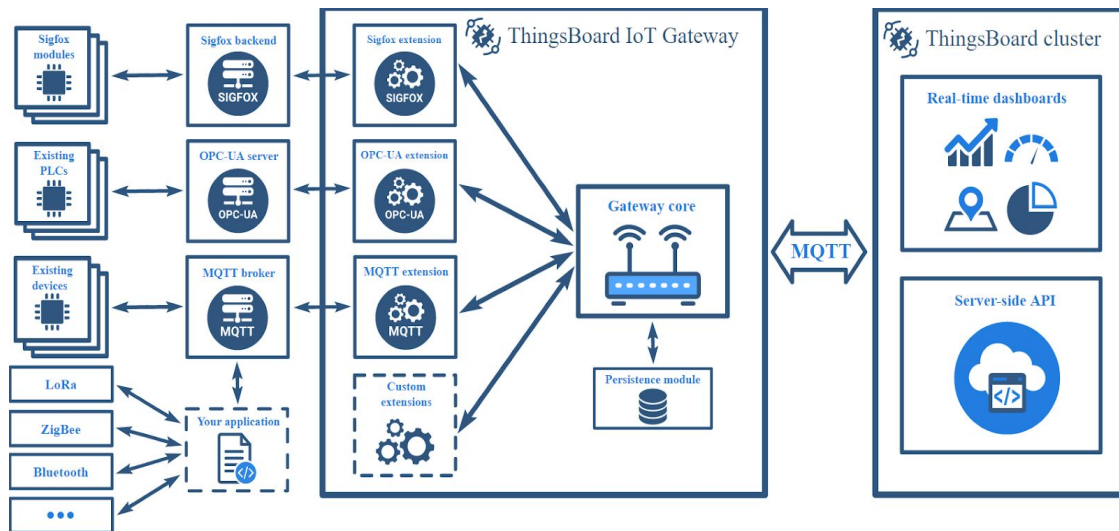 Sigfox
modules
Sigfox backend
SIGFOX
Sigfox extension
SIGFOX
ThingsBoard IoT Gateway
ThingsBoard cluster
Real-time dashboards
Existing
PLCs
OPC-UA server
OPC-UA
OPC-UA extension
OPC-UA
Gateway core
MQTT
Existing
devices
MQTT broker
MQTT
MQTT extension
MQTT
Server-side API
</>
Persistence module
LoRa
ZigBee
Bluetooth
•••
Your application
</>
Custom
extensions